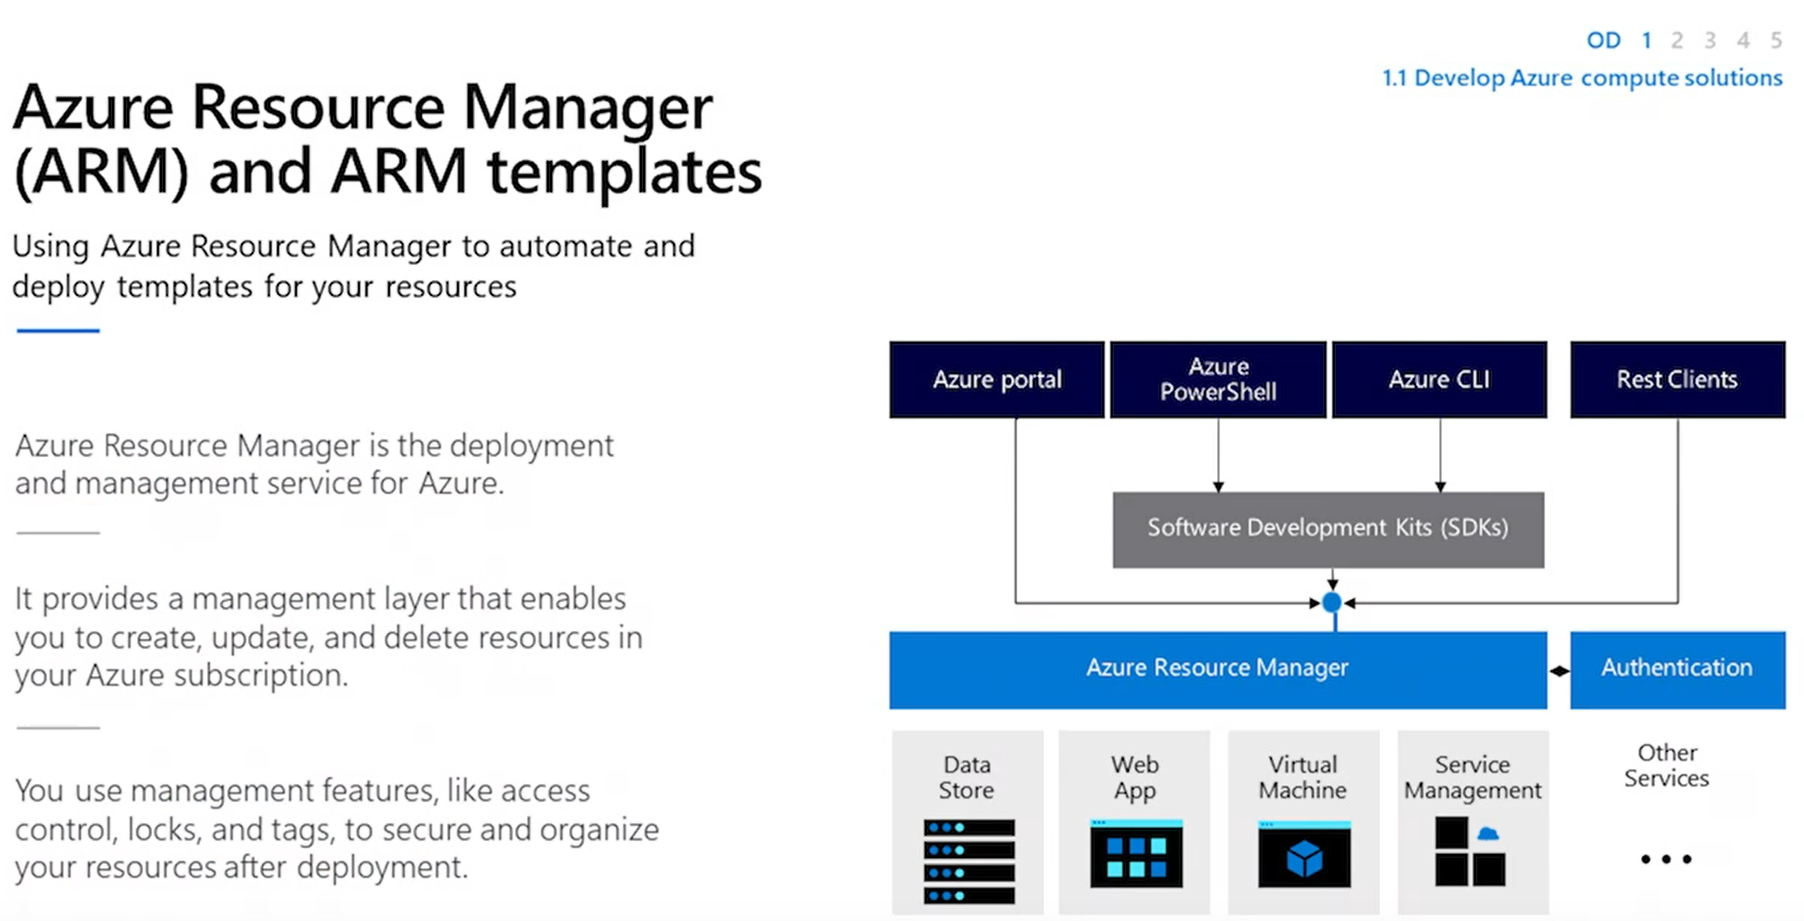 OD 1 2 3 4 5
1.1 Develop Azure compute solutions
Azure Resource Manager
(ARM) and ARM templates
Using Azure Resource Manager to automate and
deploy templates for your resources
Azure Resource Manager is the deployment
and management service for Azure.
It provides a management layer that enables
you to create, update, and delete resources in
your Azure subscription.
You use management features, like access
control, locks, and tags, to secure and organize
your resources after deployment.
Azure portal
Azure
PowerShell
Azure CLI
Rest Clients
Software Development Kits (SDKs)
Azure Resource Manager
Authentication
Data
Store
Web
App
Virtual
Machine
Service
Management
Other
Services